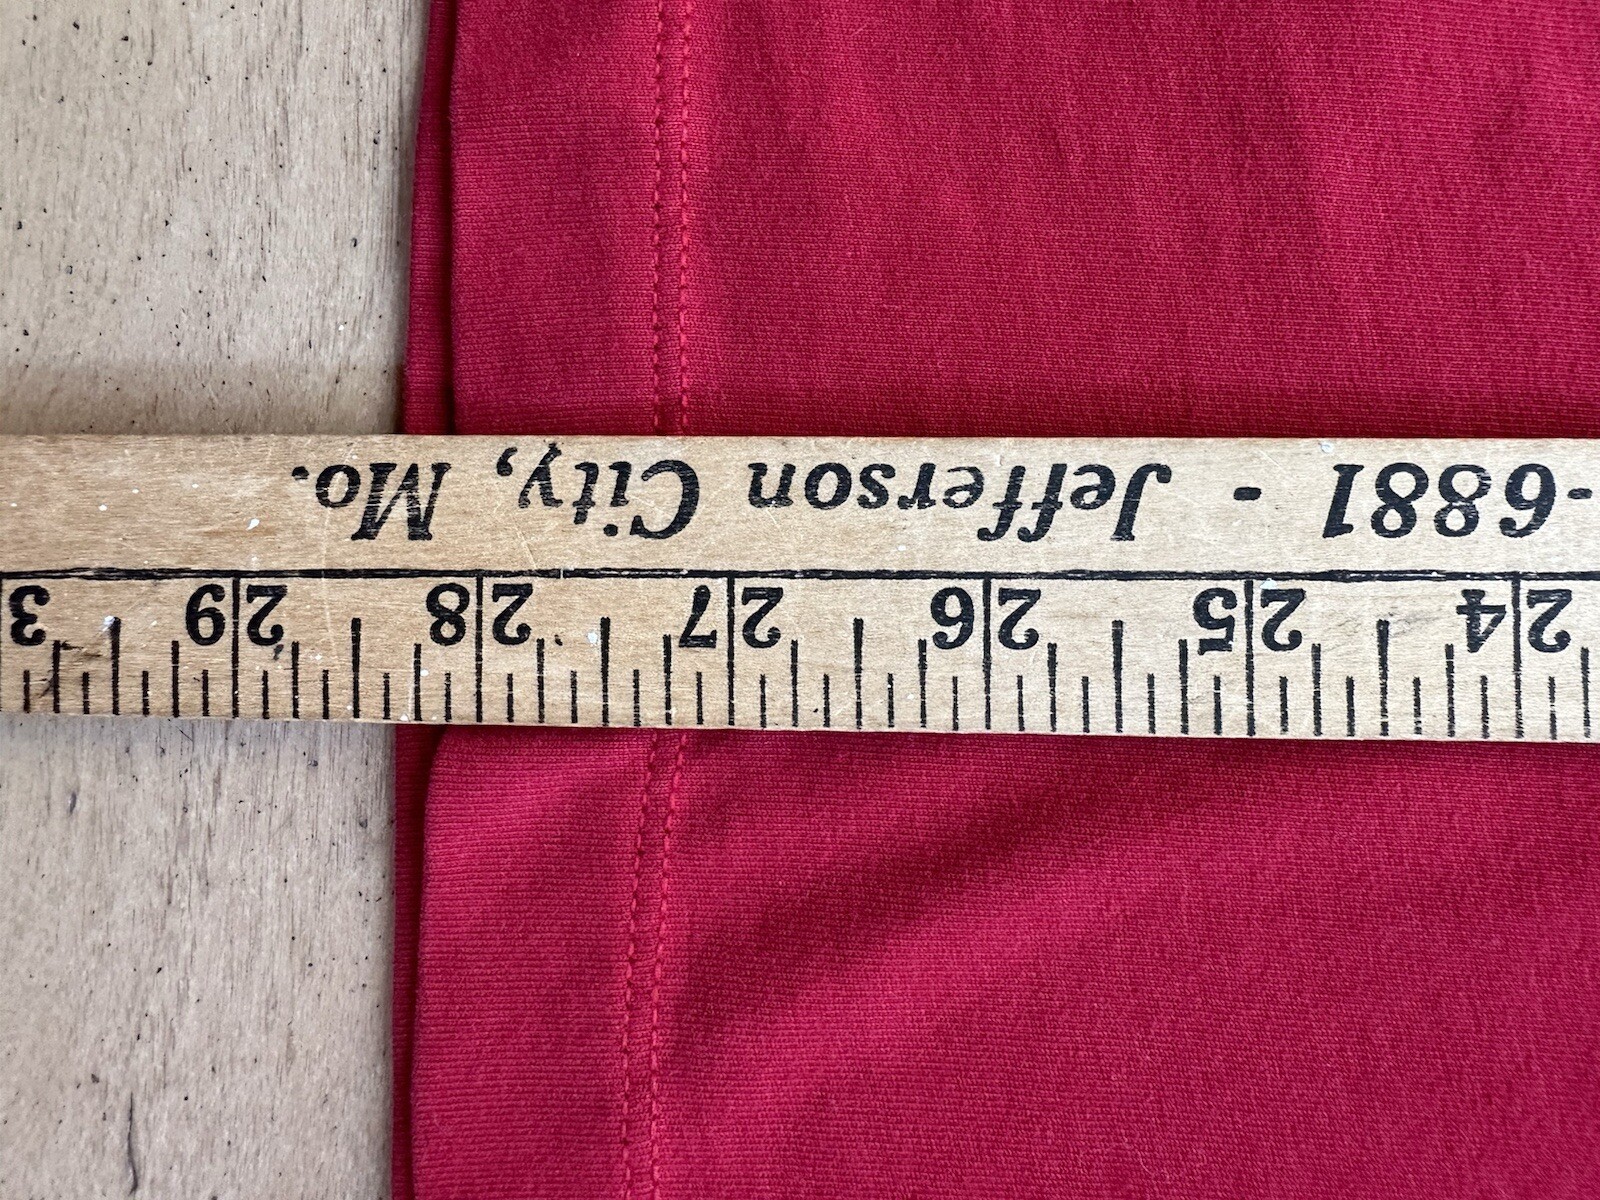 -6881 - Jefferson City, Mo.
24 25 26 27 28 29 3